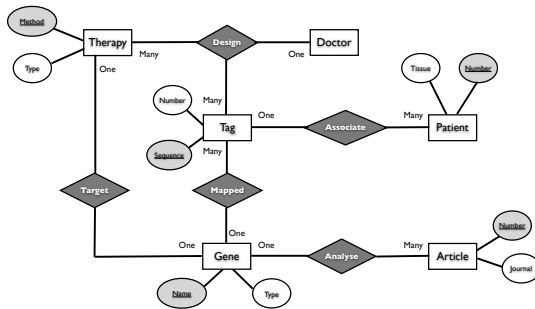 Method
Therapy
Many
Design
One
Doctor
Type
One
Many
Number
Tag
One
Associate
Many
Patient
Tissue
Number
Sequence
Many
Target
Mapped
One
One
Gene
One
Analyse
Many
Article
Number
Journal
Name
Type